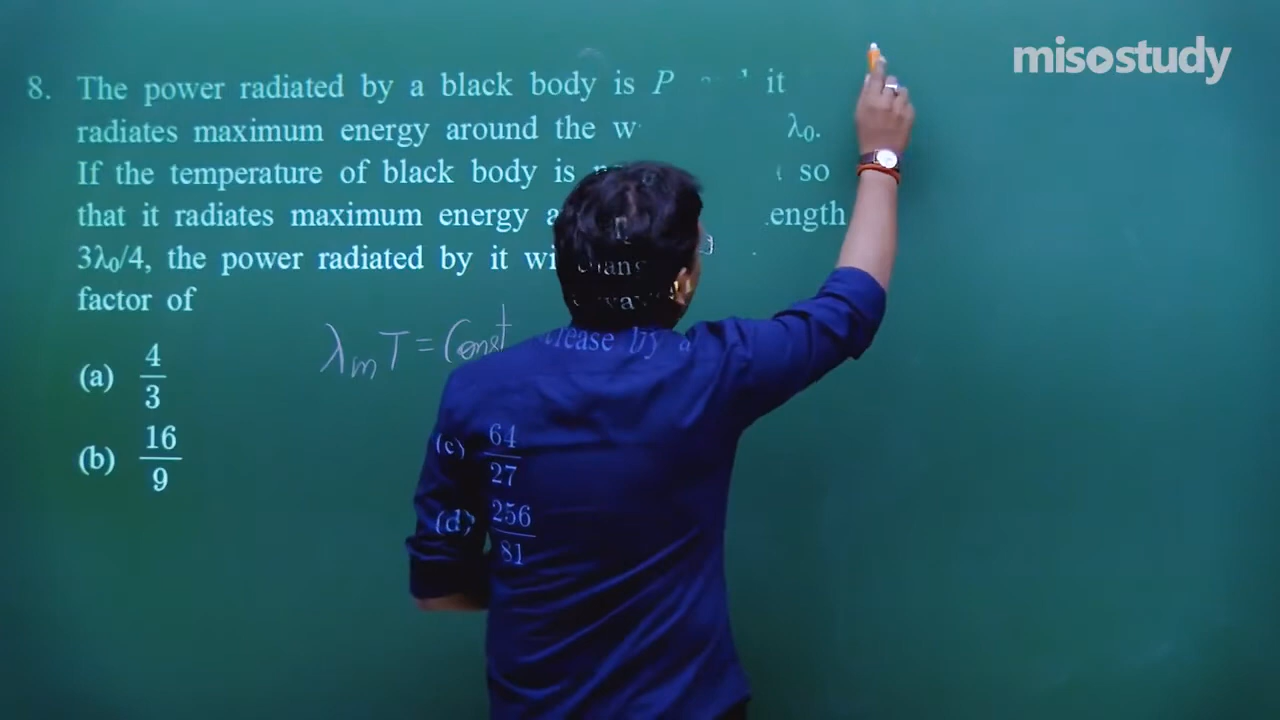 misostudy
8. The power radiated by a black body is P it
radiates maximum energy around the λ₀.
If the temperature of black body is so
that it radiates maximum energy
3λ₀/4, the power radiated by it
factor of
λₘT = Const
(a) 4/3
(b) 16/9
(c) 64/27
(d) 256/81